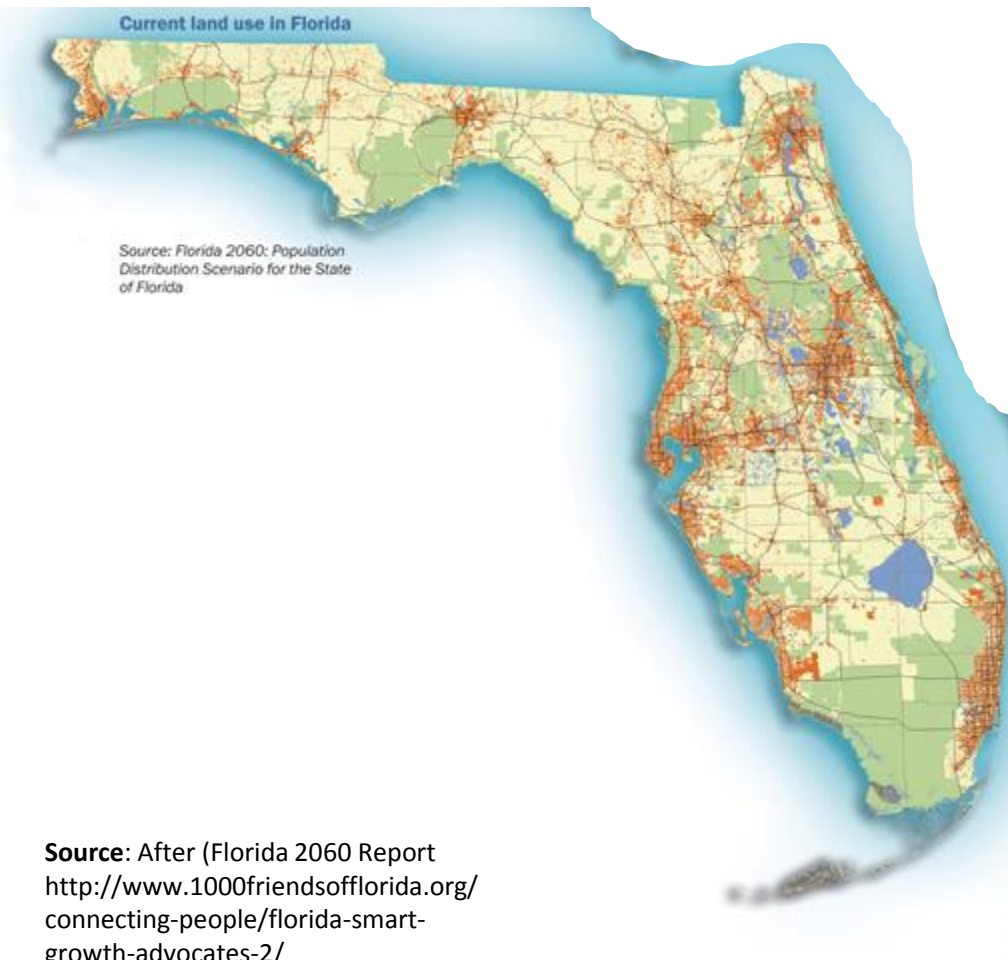 Current land use in Florida
Source: Florida 2060: Population
Distribution Scenario for the State
of Florida
Source: After (Florida 2060 Report
http://www.1000friendsofflorida.org/
connecting-people/florida-smart-
growth-advocates-2/